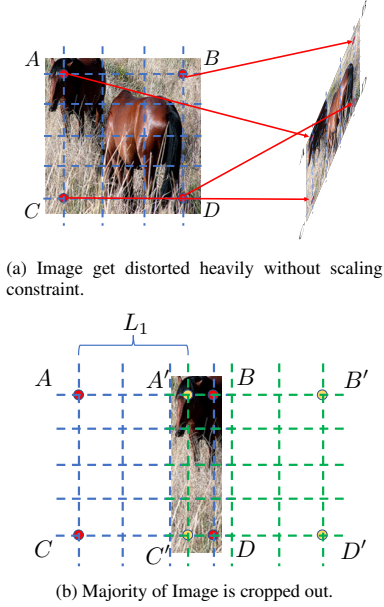 A
B
C
D
(a) Image get distorted heavily without scaling
constraint.
L₁
A
A′
B
B′
C
C′
D
D′
(b) Majority of Image is cropped out.